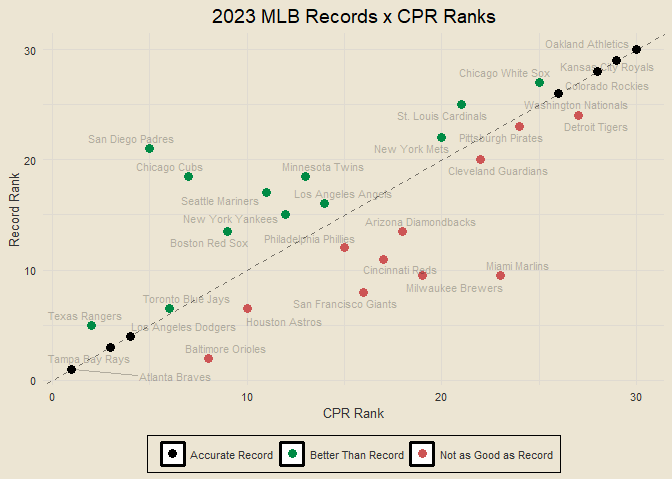 2023 MLB Records x CPR Ranks
Record Rank
30
20
10
0
Oakland Athletics
Kansas City Royals
Chicago White Sox
Colorado Rockies
Washington Nationals
St. Louis Cardinals
Detroit Tigers
Pittsburgh Pirates
San Diego Padres
New York Mets
Chicago Cubs
Minnesota Twins
Cleveland Guardians
Los Angeles Angels
Seattle Mariners
New York Yankees
Arizona Diamondbacks
Boston Red Sox
Philadelphia Phillies
Cincinnati Reds
Miami Marlins
Milwaukee Brewers
Toronto Blue Jays
San Francisco Giants
Texas Rangers
Los Angeles Dodgers
Houston Astros
Baltimore Orioles
Tampa Bay Rays
Atlanta Braves
0 10 20 30
CPR Rank
Accurate Record Better Than Record Not as Good as Record